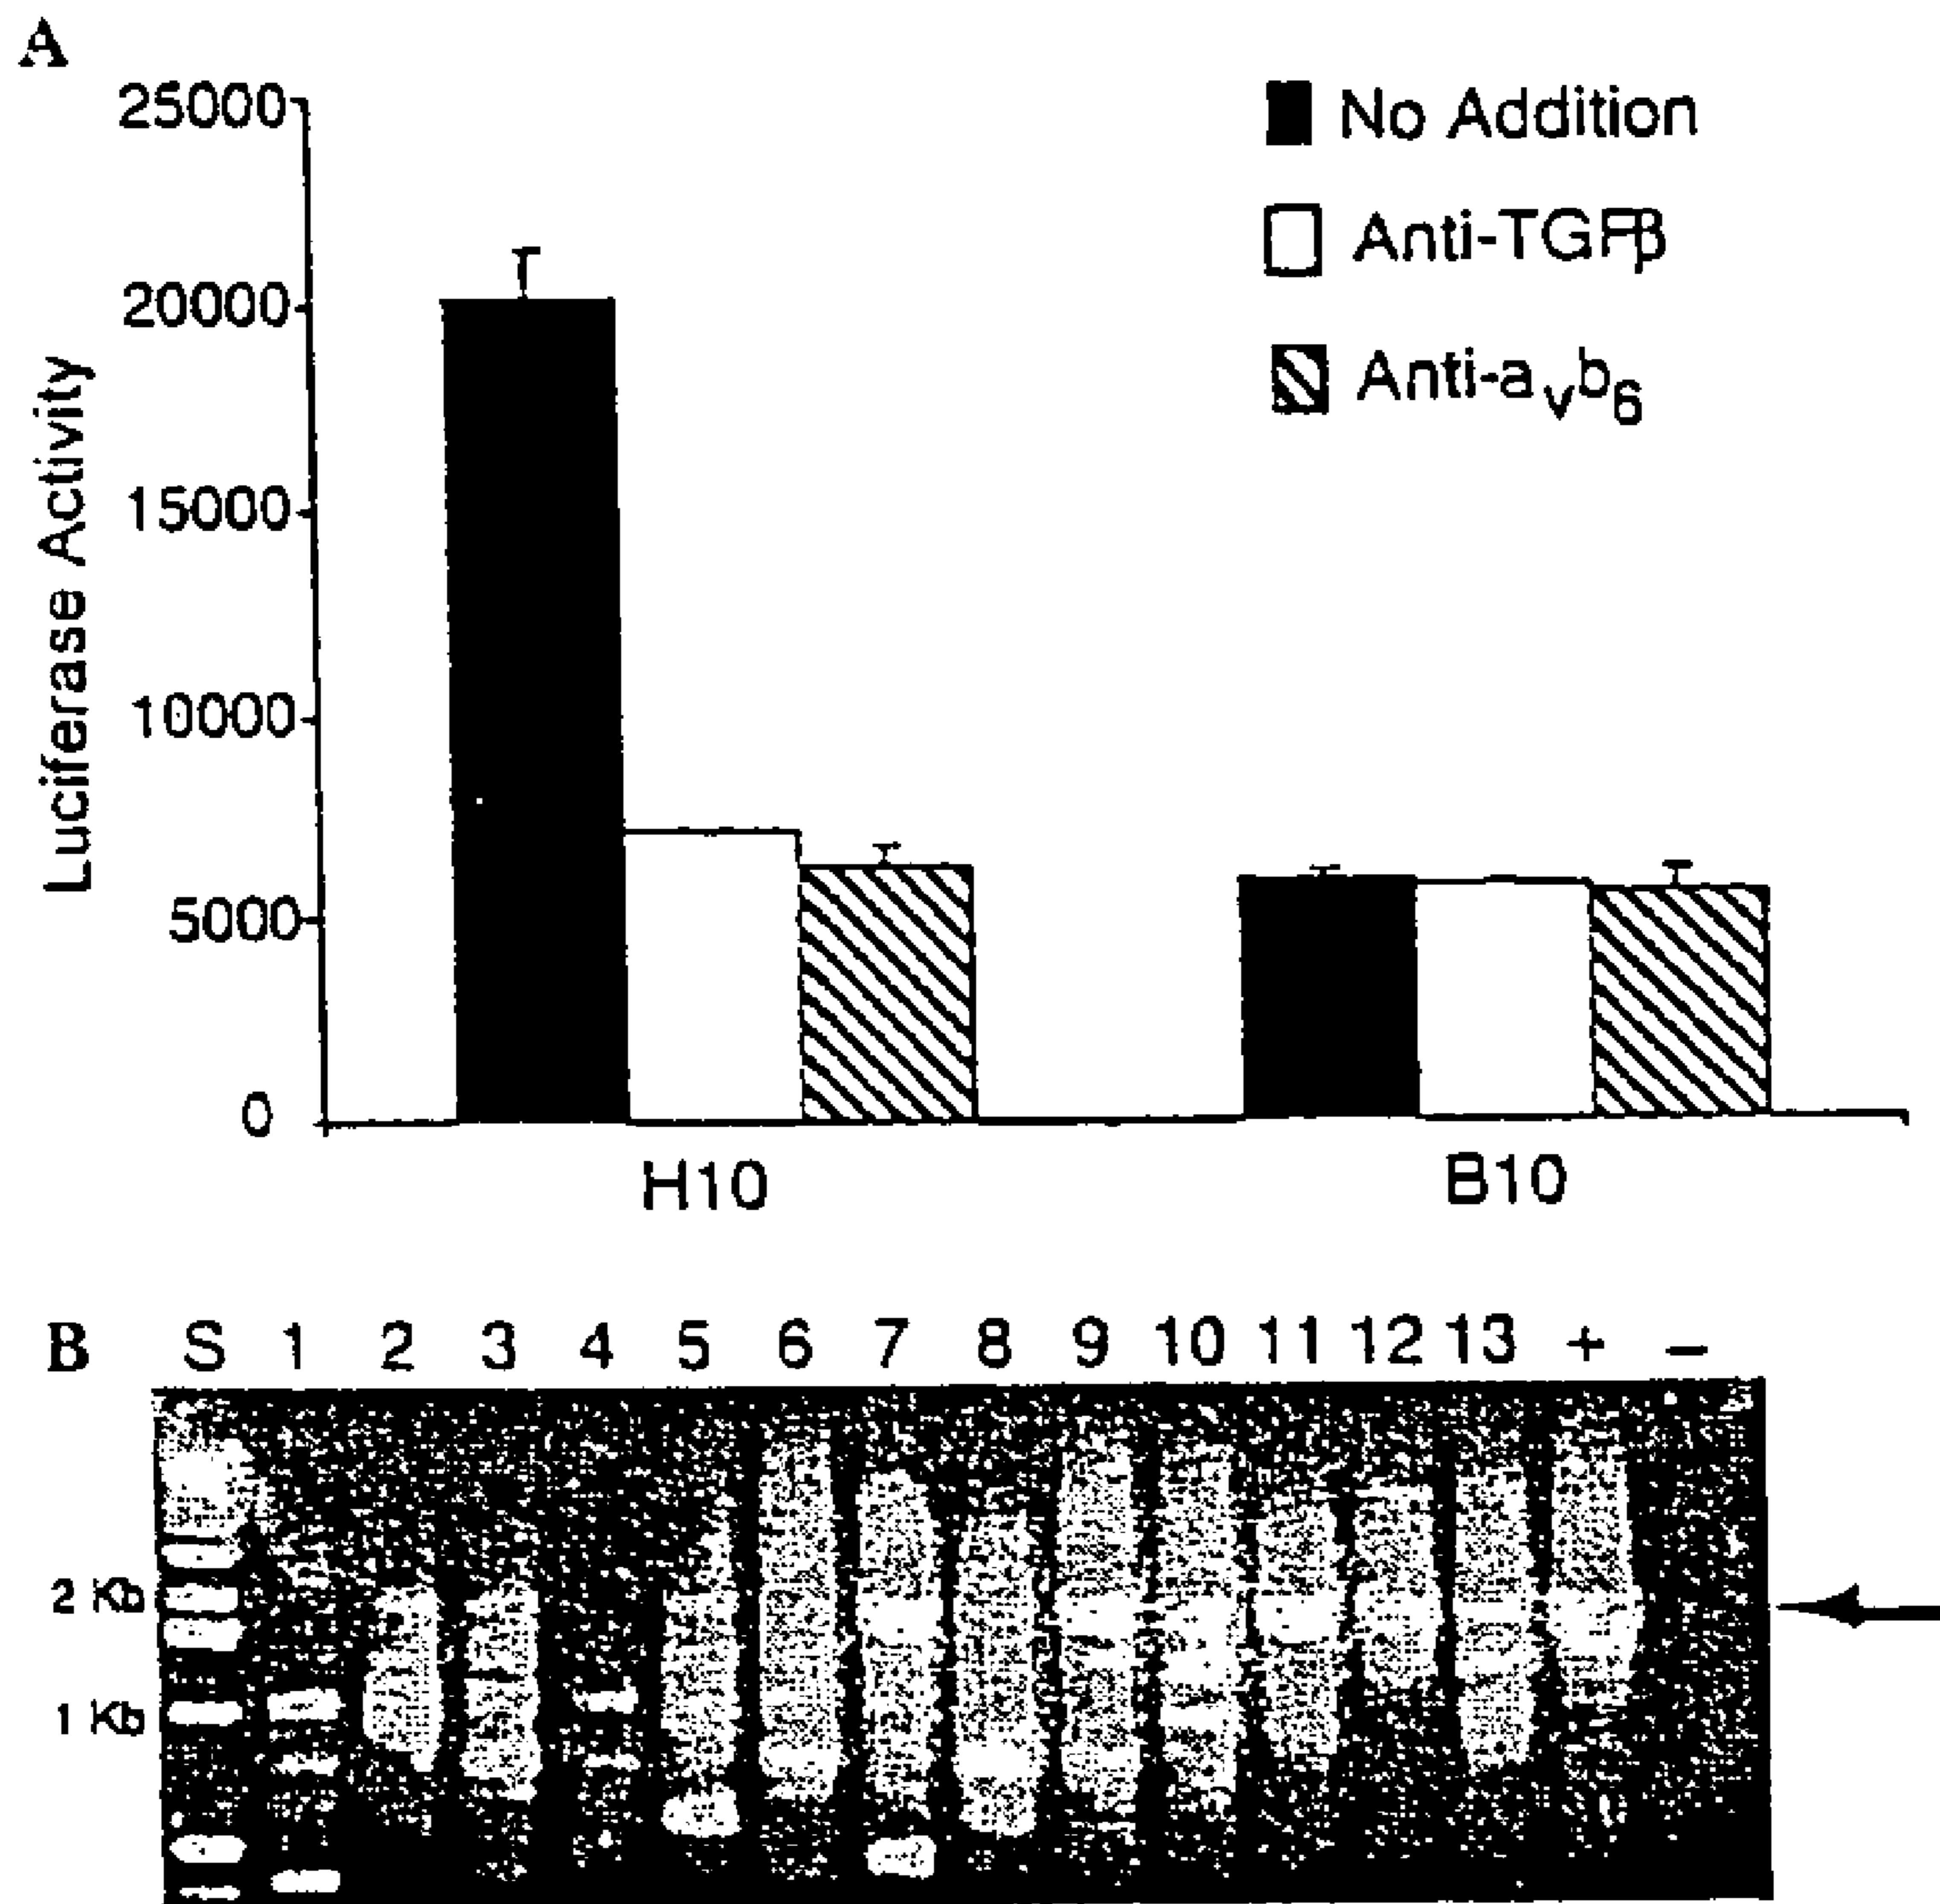 A
25000
20000
15000
10000
5000
0
Luciferase Activity
No Addition
Anti-TGFβ
Anti-avb6
H10
B10
B S 1 2 3 4 5 6 7 8 9 10 11 12 13 + −
2 Kb
1 Kb